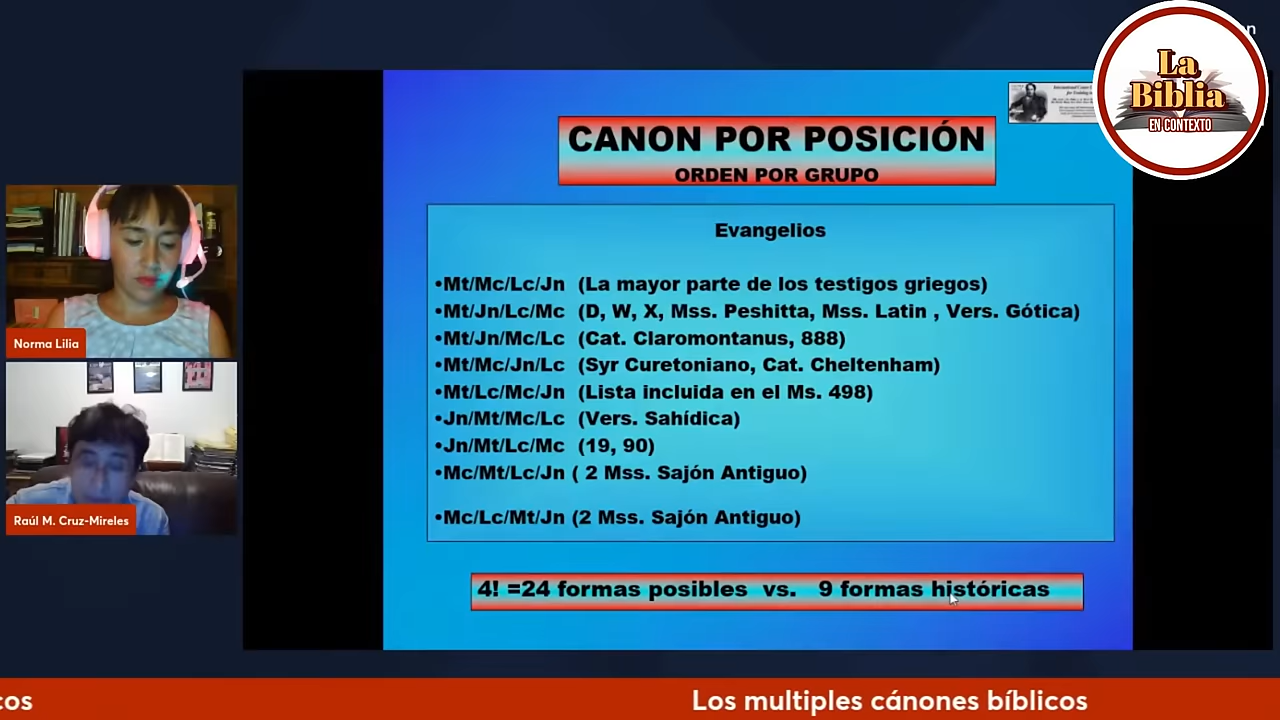 La
Biblia
EN CONTEXTO
CANON POR POSICIÓN
ORDEN POR GRUPO
Evangelios
•Mt/Mc/Lc/Jn (La mayor parte de los testigos griegos)
•Mt/Jn/Lc/Mc (D, W, X, Mss. Peshitta, Mss. Latin , Vers. Gótica)
•Mt/Jn/Mc/Lc (Cat. Claromontanus, 888)
•Mt/Mc/Jn/Lc (Syr Curetoniano, Cat. Cheltenham)
•Mt/Lc/Mc/Jn (Lista incluida en el Ms. 498)
•Jn/Mt/Mc/Lc (Vers. Sahídica)
•Jn/Mt/Lc/Mc (19, 90)
•Mc/Mt/Lc/Jn ( 2 Mss. Sajón Antiguo)
•Mc/Lc/Mt/Jn (2 Mss. Sajón Antiguo)
4! =24 formas posibles vs. 9 formas históricas
Norma Lilia
Raúl M. Cruz-Mireles
cos Los multiples cánones bíblicos